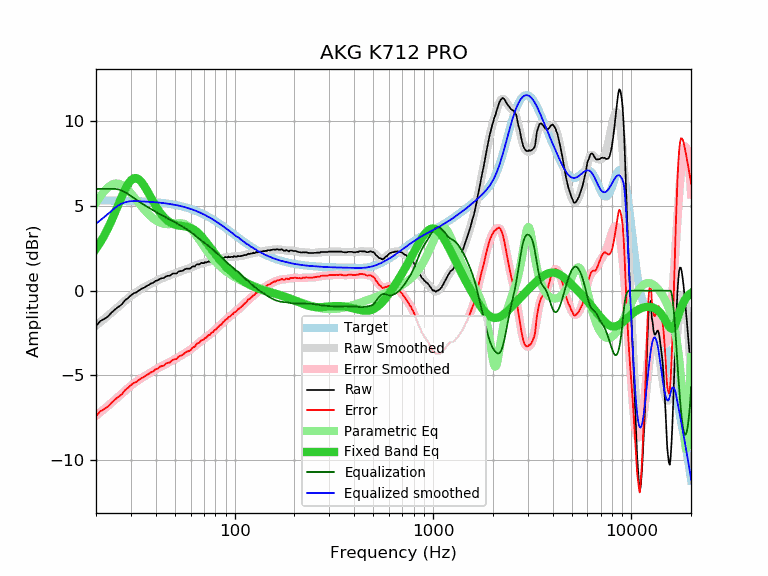 AKG K712 PRO
Amplitude (dBr)
10
5
0
−5
−10
Target
Raw Smoothed
Error Smoothed
Raw
Error
Parametric Eq
Fixed Band Eq
Equalization
Equalized smoothed
100
1000
10000
Frequency (Hz)